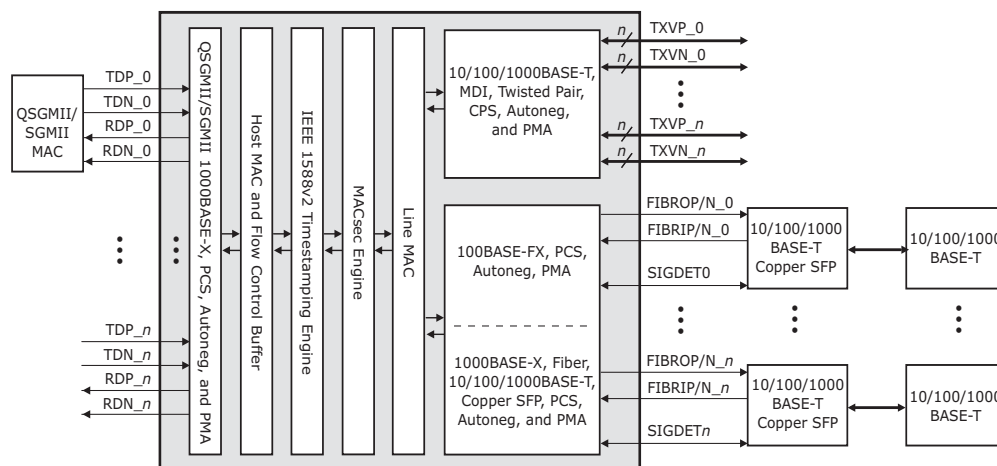 QSGMII/
SGMII
MAC
TDP_0
TDN_0
RDP_0
RDN_0
TDP_n
TDN_n
RDP_n
RDN_n
QSGMII/SGMII 1000BASE-X, PCS, Autoneg, and PMA
Host MAC and Flow Control Buffer
IEEE 1588v2 Timestamping Engine
MACsec Engine
Line MAC
10/100/1000BASE-T,
MDI, Twisted Pair,
CPS, Autoneg,
and PMA
n
TXVP_0
n
TXVN_0
n
TXVP_n
n
TXVN_n
100BASE-FX, PCS,
Autoneg, PMA
1000BASE-X, Fiber,
10/100/1000BASE-T,
Copper SFP, PCS,
Autoneg, and PMA
FIBROP/N_0
FIBRIP/N_0
SIGDET0
10/100/1000
BASE-T
Copper SFP
10/100/1000
BASE-T
FIBROP/N_n
FIBRIP/N_n
SIGDETn
10/100/1000
BASE-T
Copper SFP
10/100/1000
BASE-T